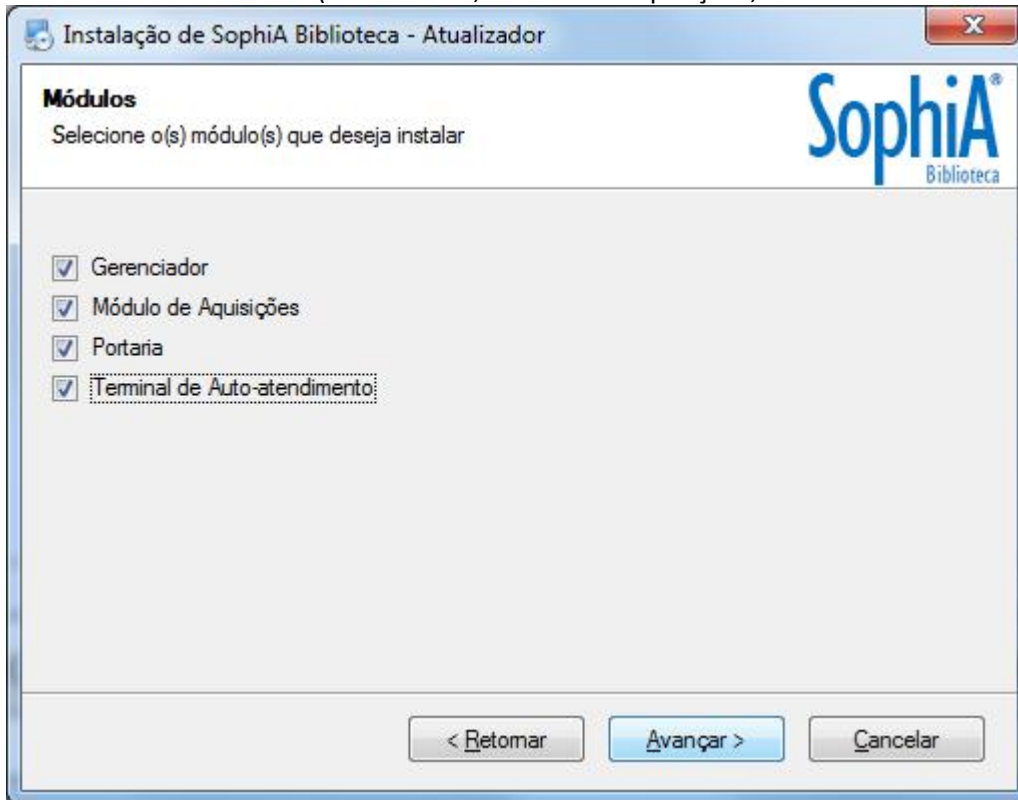 Instalação de SophiA Biblioteca - Atualizador
Módulos
Selecione o(s) módulo(s) que deseja instalar
SophiA®
Biblioteca
Gerenciador
Módulo de Aquisições
Portaria
Terminal de Auto-atendimento
< Retornar
Avançar >
Cancelar